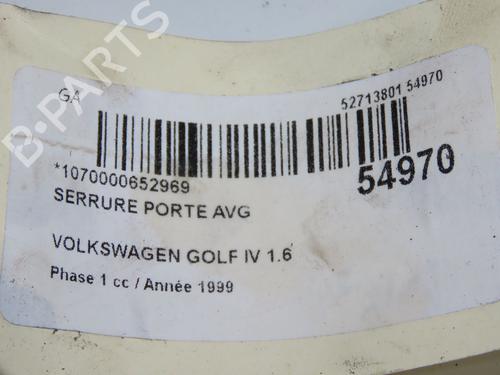 B-PARTS
GA
52713801 54970
*1070000652969
54970
SERRURE PORTE AVG
VOLKSWAGEN GOLF IV 1.6
Phase 1 cc / Année 1999